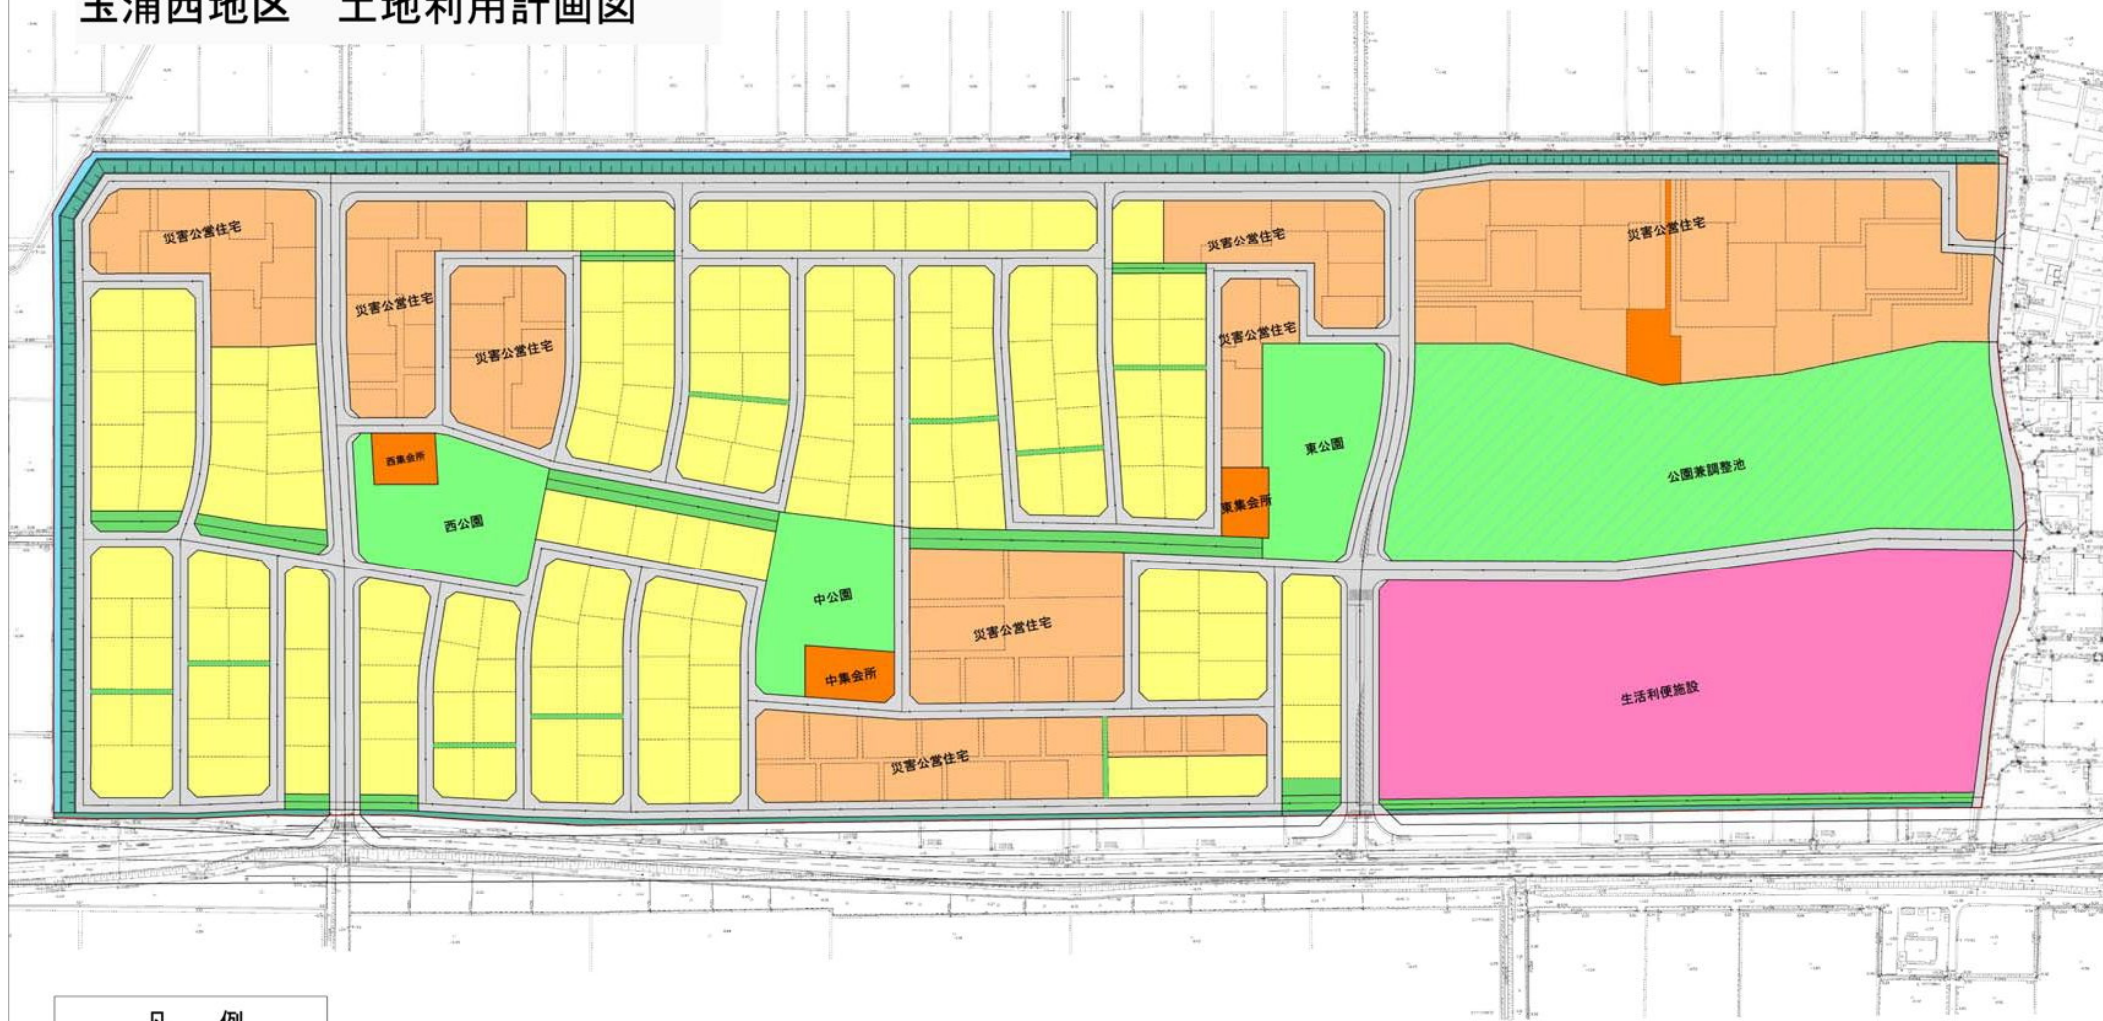 玉浦西地区　土地利用計画図
災害公営住宅
災害公営住宅
災害公営住宅
災害公営住宅
災害公営住宅
災害公営住宅
西集会所
西公園
東公園
東集会所
公園兼調整池
中公園
中集会所
災害公営住宅
災害公営住宅
生活利便施設
凡　例